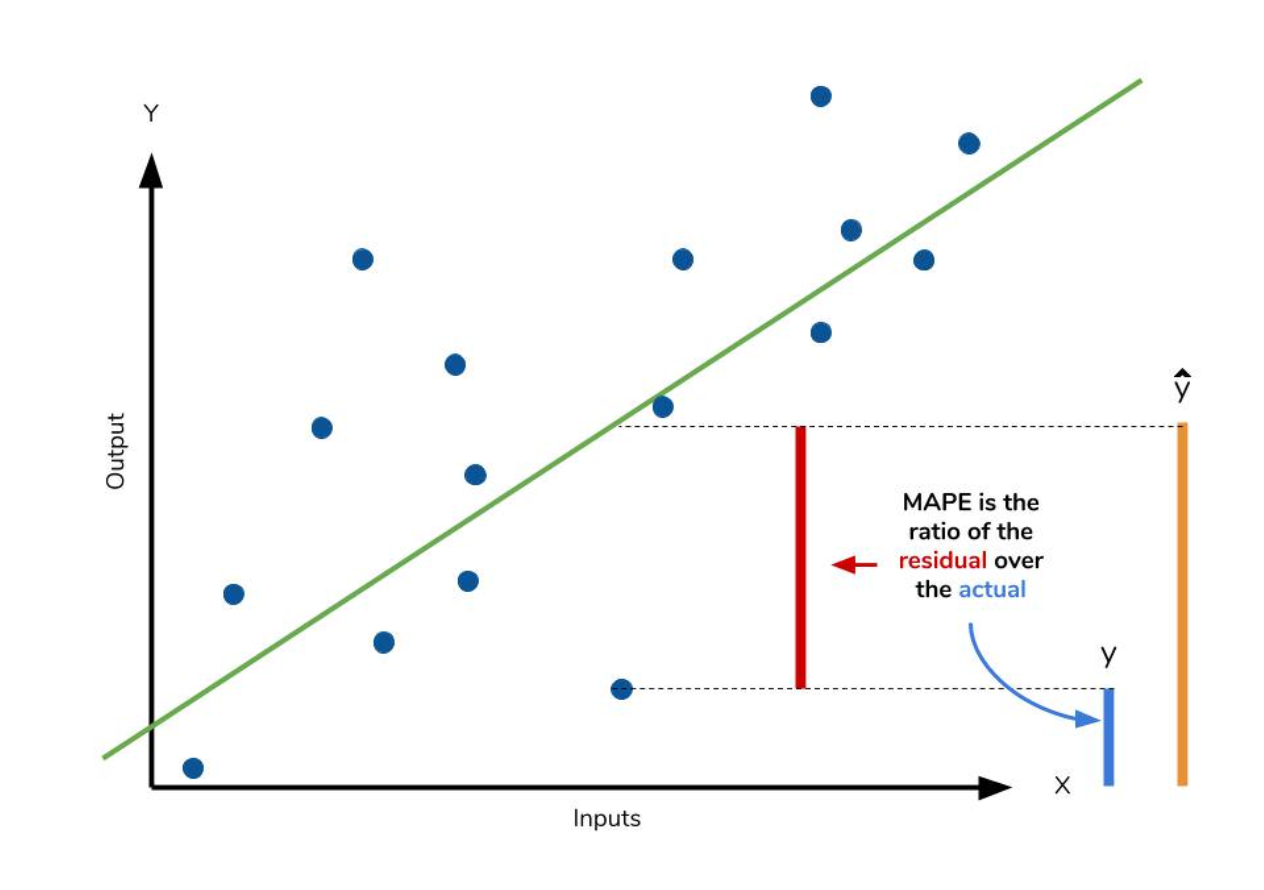 Y
ŷ
Output
MAPE is the
ratio of the
residual over
the actual
y
X
Inputs